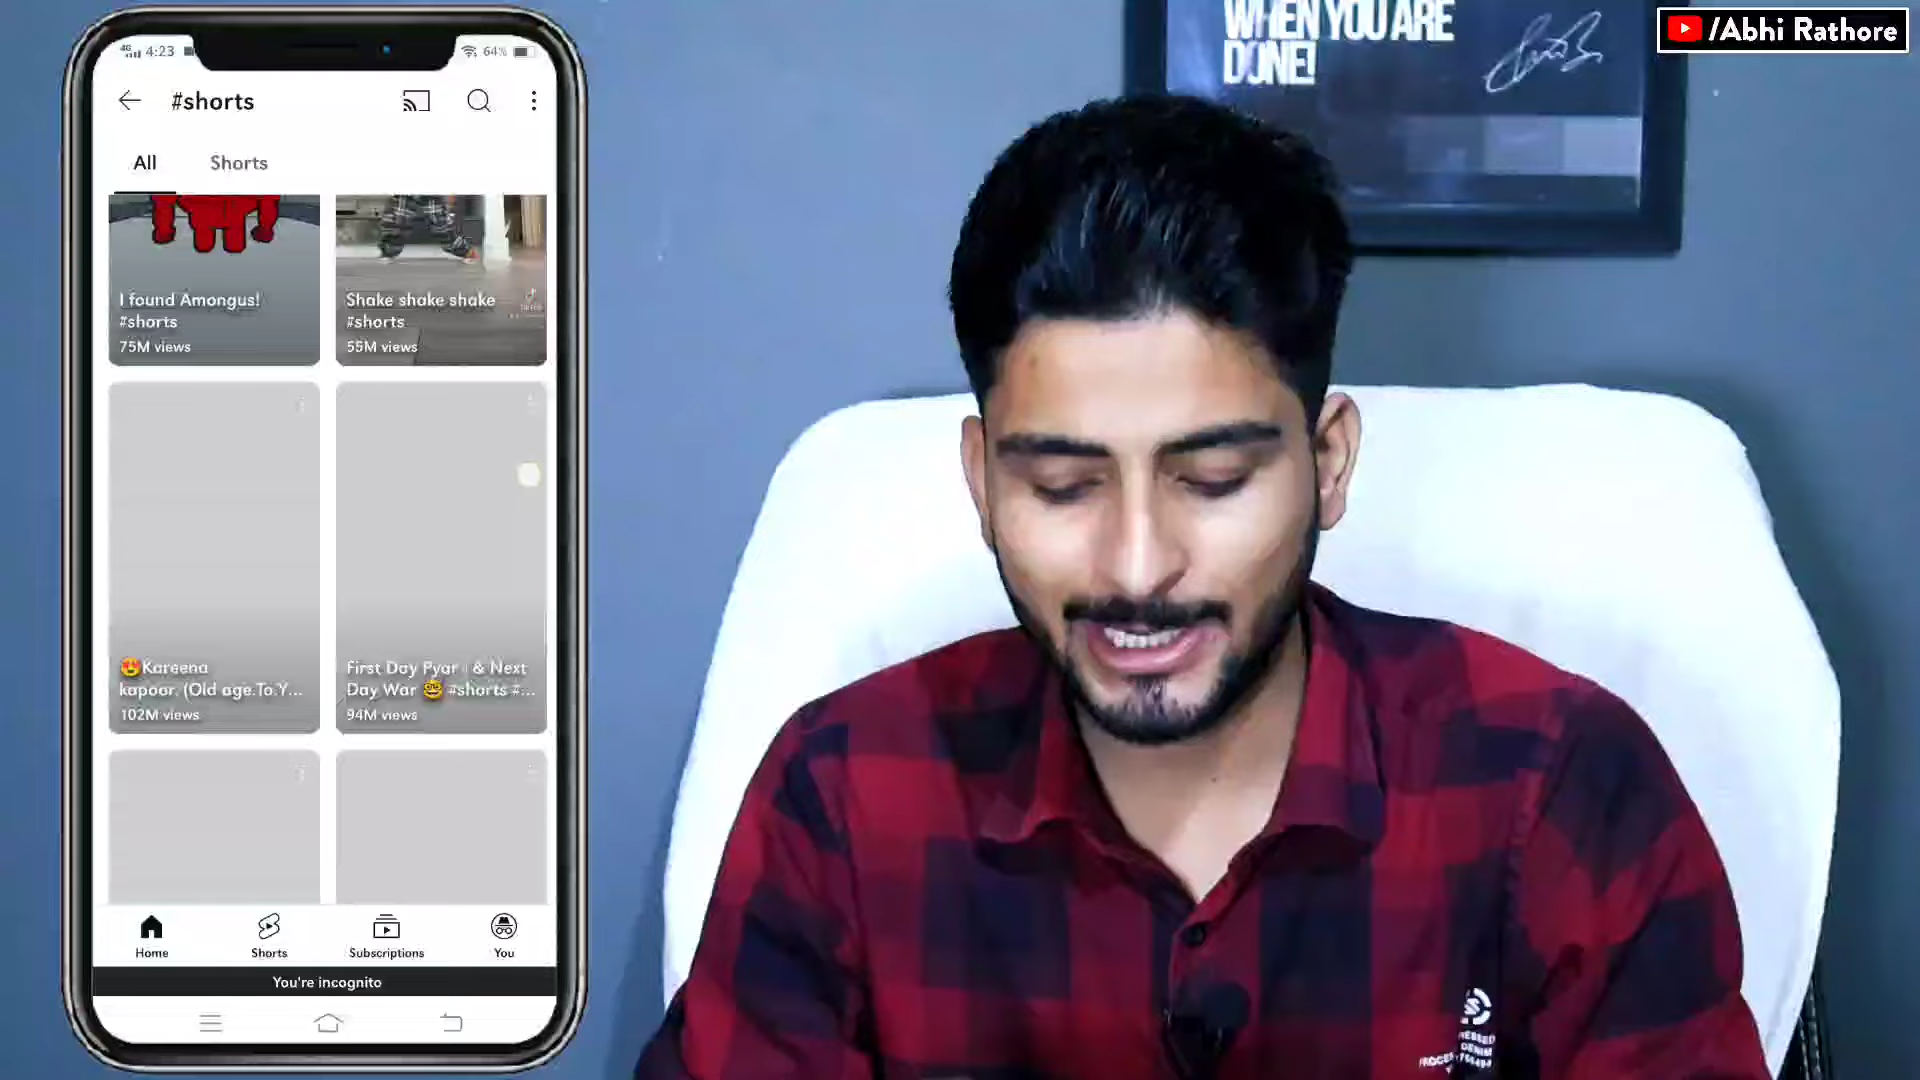 4G 4:23
64%
#shorts
All
Shorts
I found Amongus!
#shorts
75M views
Shake shake shake
#shorts
55M views
😍Kareena
kapoor. (Old age.To.Y...
102M views
First Day Pyar & Next
Day War 🤓 #shorts #...
94M views
Home
Shorts
Subscriptions
You
You're incognito
WHEN YOU ARE
DONE!
/Abhi Rathore
DENIM